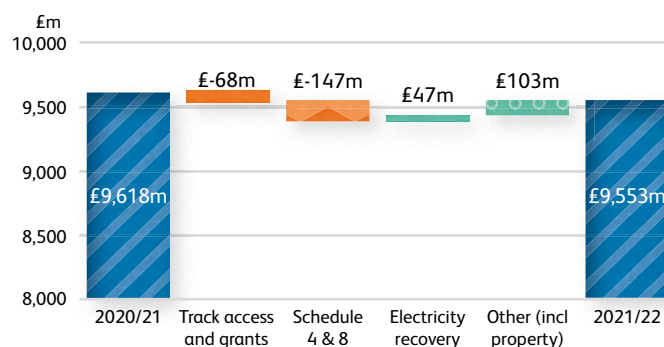 £m
10,000
9,500
9,000
8,500
8,000
£-68m
£-147m
£47m
£103m
£9,618m
£9,553m
2020/21
Track access
and grants
Schedule
4 & 8
Electricity
recovery
Other (incl
property)
2021/22